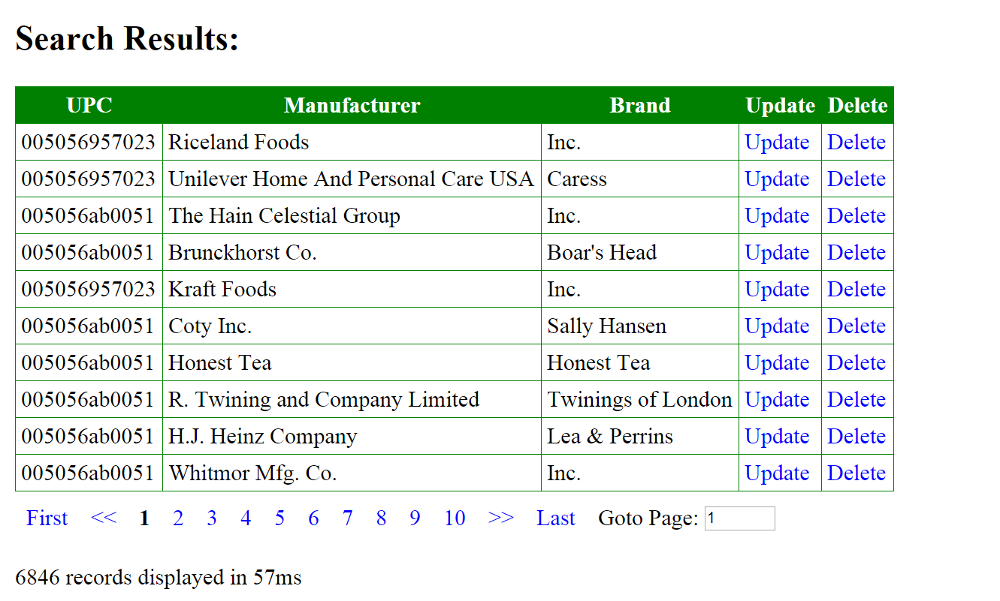 Search Results:
UPC Manufacturer Brand Update Delete
005056957023 Riceland Foods Inc. Update Delete
005056957023 Unilever Home And Personal Care USA Caress Update Delete
005056ab0051 The Hain Celestial Group Inc. Update Delete
005056ab0051 Brunckhorst Co. Boar's Head Update Delete
005056957023 Kraft Foods Inc. Update Delete
005056ab0051 Coty Inc. Sally Hansen Update Delete
005056ab0051 Honest Tea Honest Tea Update Delete
005056ab0051 R. Twining and Company Limited Twinings of London Update Delete
005056ab0051 H.J. Heinz Company Lea & Perrins Update Delete
005056ab0051 Whitmor Mfg. Co. Inc. Update Delete
First << 1 2 3 4 5 6 7 8 9 10 >> Last Goto Page: 1
6846 records displayed in 57ms